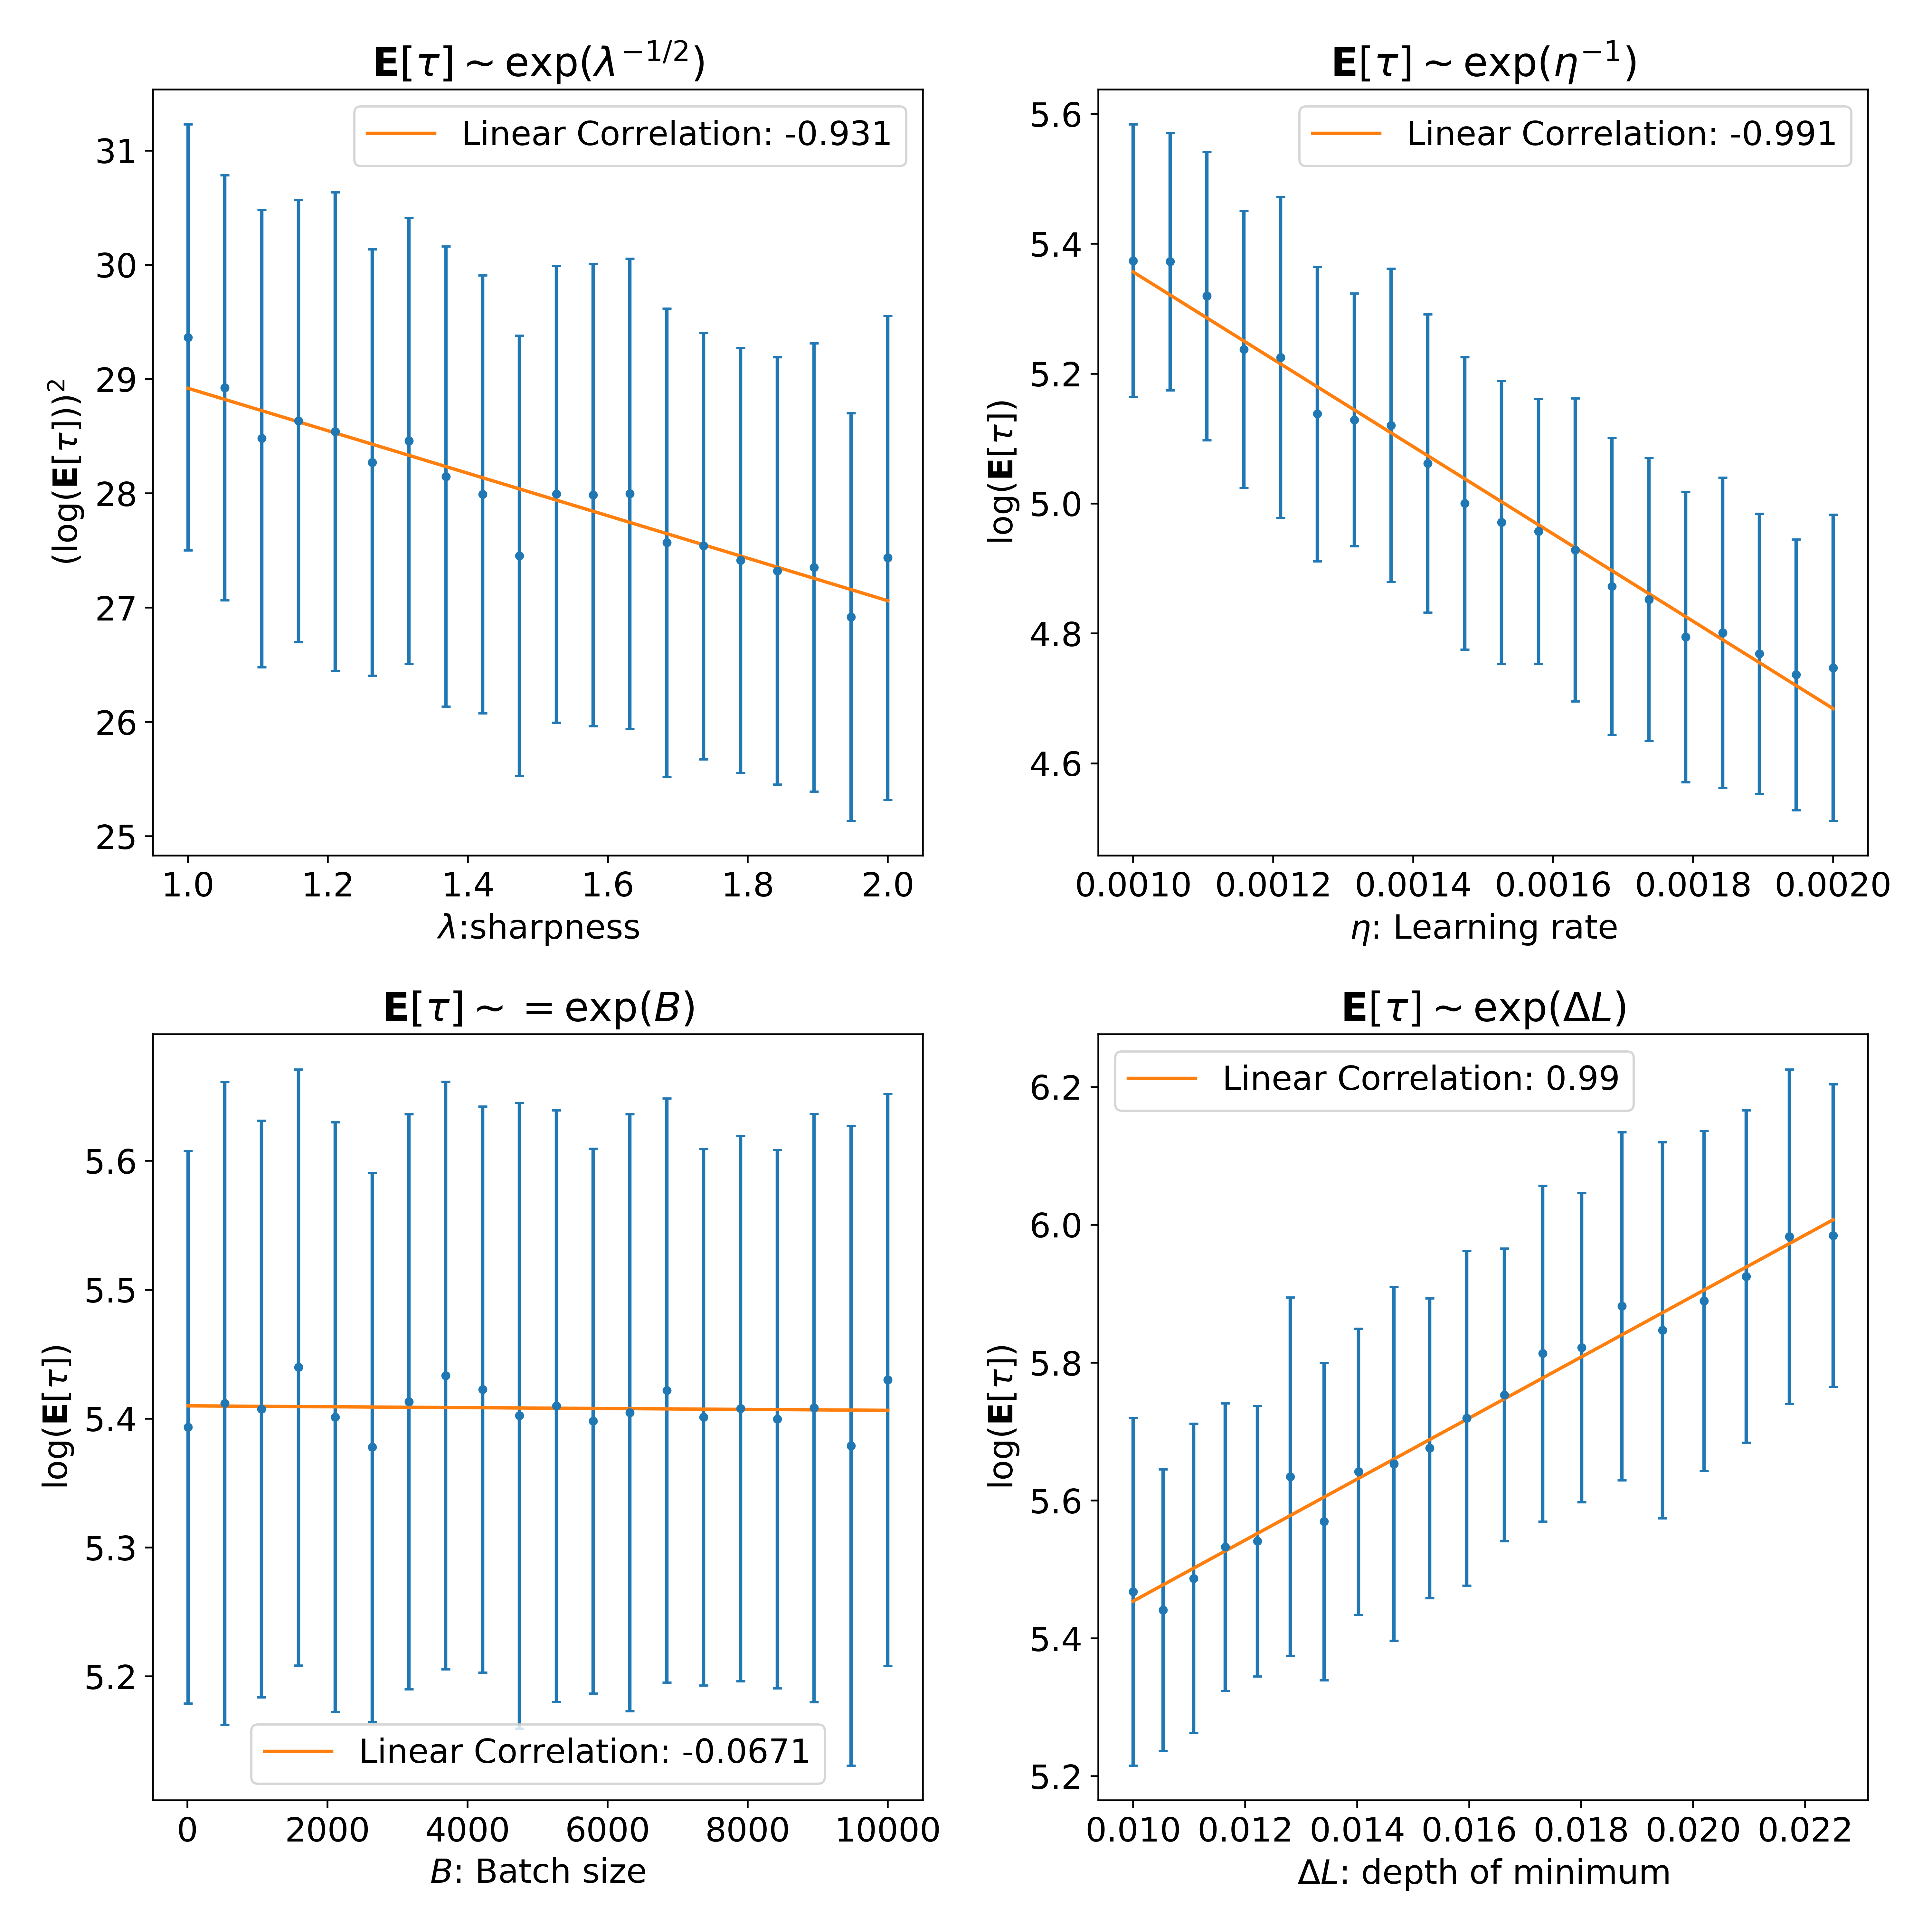 E[τ] ∼ exp(λ^{−1/2})
Linear Correlation: -0.931
(log(E[τ]))^2
31
30
29
28
27
26
25
1.0 1.2 1.4 1.6 1.8 2.0
λ:sharpness
E[τ] ∼ exp(η^{−1})
Linear Correlation: -0.991
log(E[τ])
5.6
5.4
5.2
5.0
4.8
4.6
0.0010 0.0012 0.0014 0.0016 0.0018 0.0020
η: Learning rate
E[τ] ∼ = exp(B)
log(E[τ])
5.6
5.5
5.4
5.3
5.2
Linear Correlation: -0.0671
0 2000 4000 6000 8000 10000
B: Batch size
E[τ] ∼ exp(ΔL)
Linear Correlation: 0.99
log(E[τ])
6.2
6.0
5.8
5.6
5.4
5.2
0.010 0.012 0.014 0.016 0.018 0.020 0.022
ΔL: depth of minimum